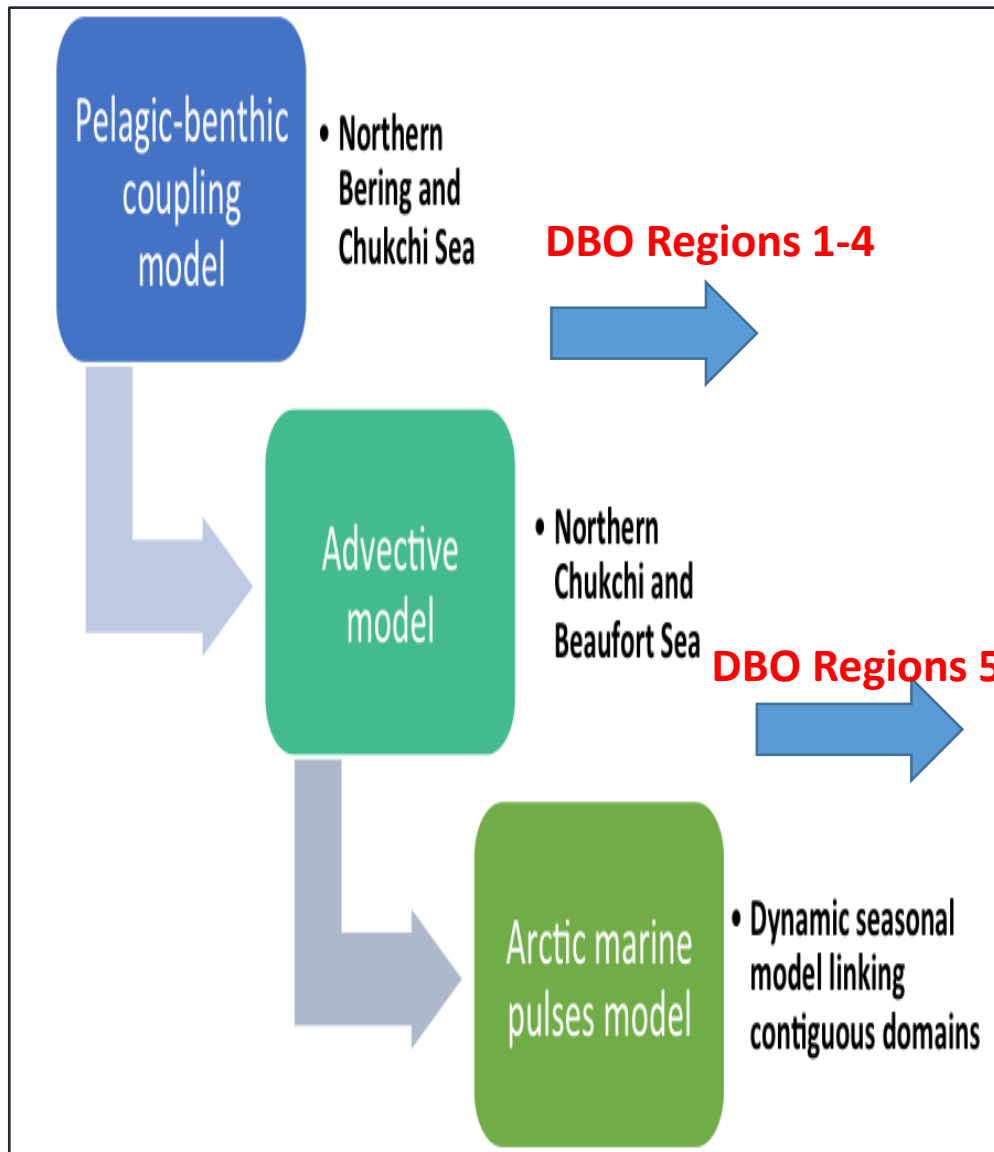 Pelagic-benthic
coupling
model
• Northern
Bering and
Chukchi Sea
DBO Regions 1-4
Advective
model
• Northern
Chukchi and
Beaufort Sea
DBO Regions 5
Arctic marine
pulses model
• Dynamic seasonal
model linking
contiguous domains